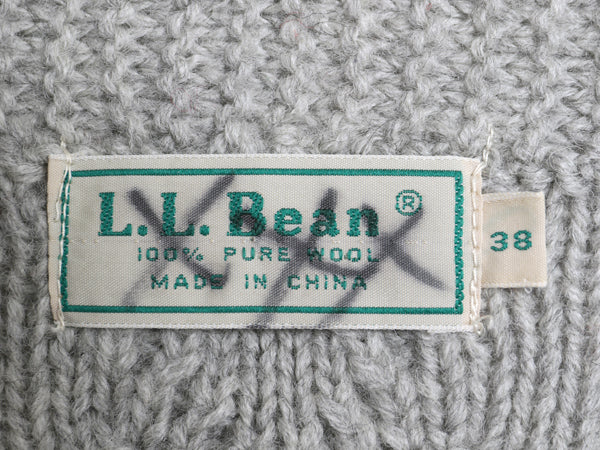 L.L. Bean®
100% PURE WOOL
MADE IN CHINA
38